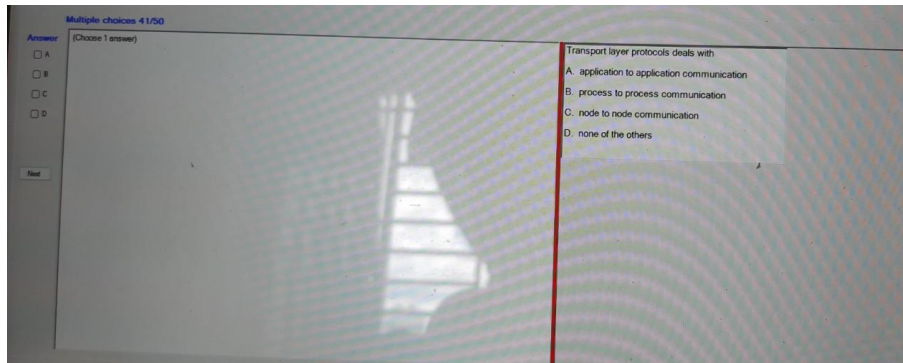 Multiple choices 41/50
Answer
(Choose 1 answer)
A
B
C
D
Next
Transport layer protocols deals with
A. application to application communication
B. process to process communication
C. node to node communication
D. none of the others